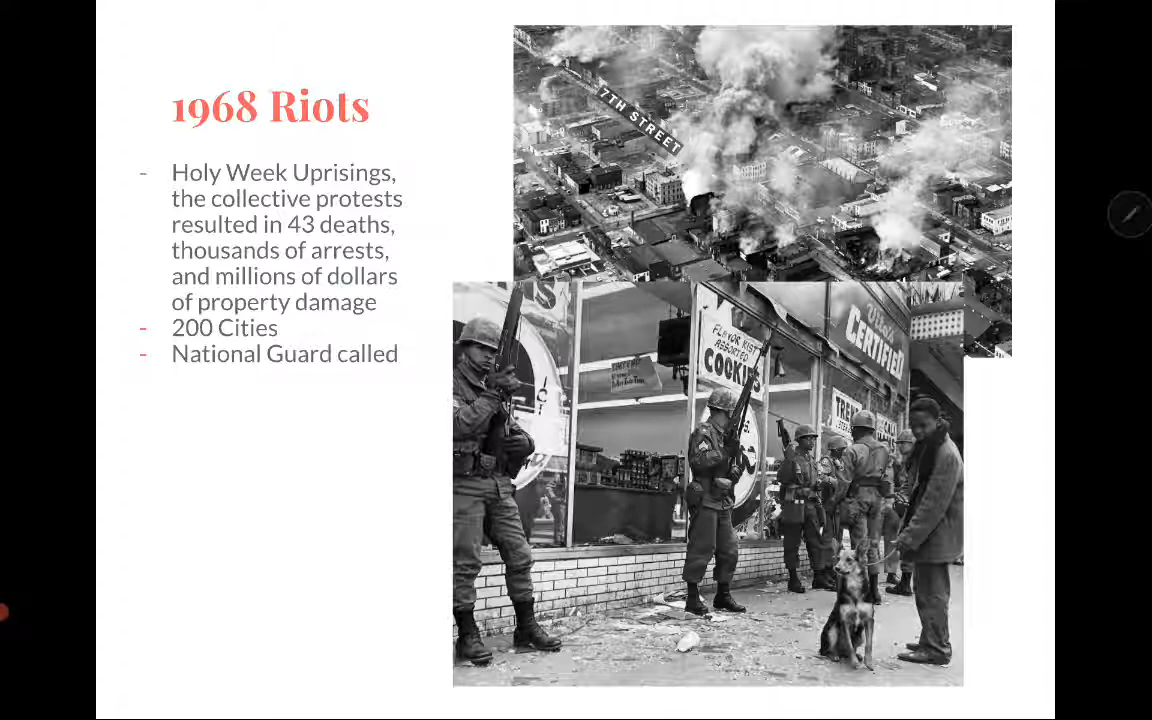 1968 Riots
- Holy Week Uprisings,
the collective protests
resulted in 43 deaths,
thousands of arrests,
and millions of dollars
of property damage
- 200 Cities
- National Guard called
7TH STREET
FLAVOR KIST
ASSORTED
COOKIES
CERTIFIED